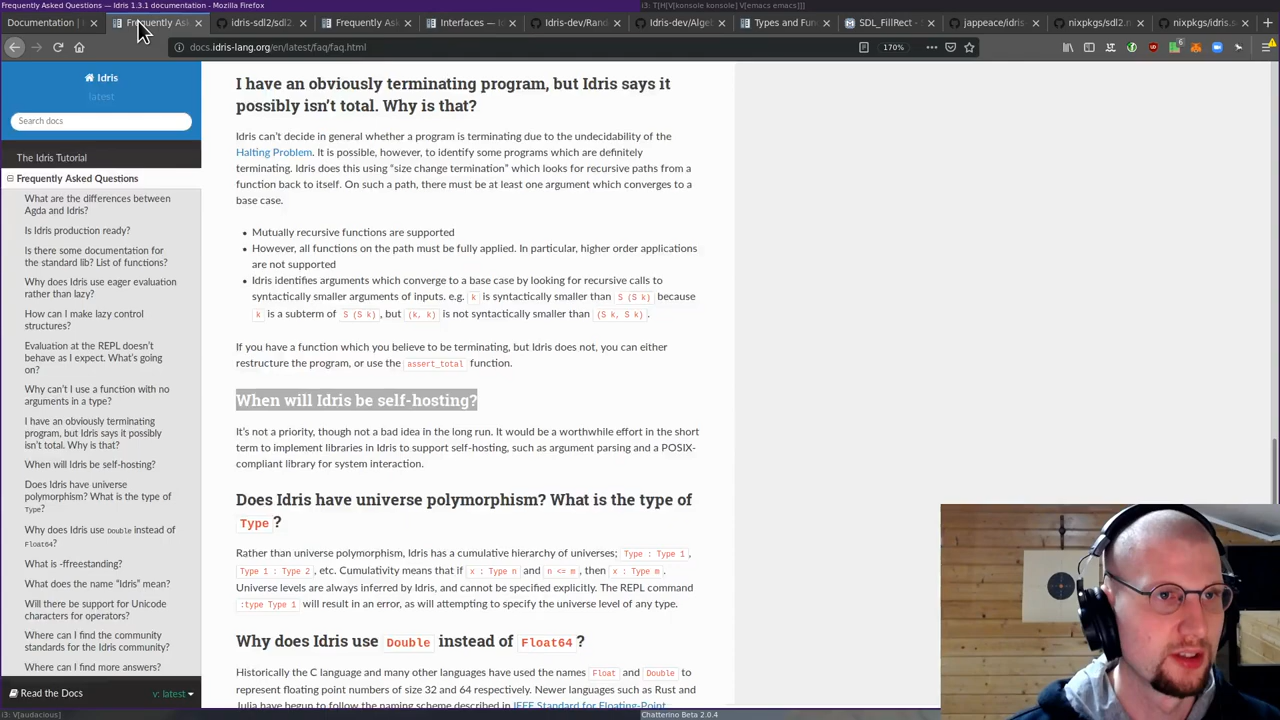 Frequently Asked Questions — Idris 1.3.1 documentation - Mozilla Firefox
i3: T[H[V[konsole konsole] V[emacs emacs]]]
Documentation |
Frequently Ask
idris-sdl2/sdl2
Frequently Ask
Interfaces — Id
Idris-dev/Rand
Idris-dev/Algeb
Types and Func
SDL_FillRect -
jappeace/idris
nixpkgs/sdl2.n
nixpkgs/idris.s
docs.idris-lang.org/en/latest/faq/faq.html
170%
Idris
latest
Search docs
The Idris Tutorial
Frequently Asked Questions
What are the differences between
Agda and Idris?
Is Idris production ready?
Is there some documentation for
the standard lib? List of functions?
Why does Idris use eager evaluation
rather than lazy?
How can I make lazy control
structures?
Evaluation at the REPL doesn’t
behave as I expect. What’s going
on?
Why can’t I use a function with no
arguments in a type?
I have an obviously terminating
program, but Idris says it possibly
isn’t total. Why is that?
When will Idris be self-hosting?
Does Idris have universe
polymorphism? What is the type of
Type?
Why does Idris use Double instead of
Float64?
What is -ffreestanding?
What does the name “Idris” mean?
Will there be support for Unicode
characters for operators?
Where can I find the community
standards for the Idris community?
Where can I find more answers?
Read the Docs
v: latest
I have an obviously terminating program, but Idris says it
possibly isn’t total. Why is that?
Idris can’t decide in general whether a program is terminating due to the undecidability of the
Halting Problem. It is possible, however, to identify some programs which are definitely
terminating. Idris does this using “size change termination” which looks for recursive paths from a
function back to itself. On such a path, there must be at least one argument which converges to a
base case.
• Mutually recursive functions are supported
• However, all functions on the path must be fully applied. In particular, higher order applications
are not supported
• Idris identifies arguments which converge to a base case by looking for recursive calls to
syntactically smaller arguments of inputs. e.g. k is syntactically smaller than S (S k) because
k is a subterm of S (S k), but (k, k) is not syntactically smaller than (S k, S k).
If you have a function which you believe to be terminating, but Idris does not, you can either
restructure the program, or use the assert_total function.
When will Idris be self-hosting?
It’s not a priority, though not a bad idea in the long run. It would be a worthwhile effort in the short
term to implement libraries in Idris to support self-hosting, such as argument parsing and a POSIX-
compliant library for system interaction.
Does Idris have universe polymorphism? What is the type of
Type ?
Rather than universe polymorphism, Idris has a cumulative hierarchy of universes; Type : Type 1,
Type 1 : Type 2, etc. Cumulativity means that if x : Type n and n <= m, then x : Type m.
Universe levels are always inferred by Idris, and cannot be specified explicitly. The REPL command
:type Type 1 will result in an error, as will attempting to specify the universe level of any type.
Why does Idris use Double instead of Float64 ?
Historically the C language and many other languages have used the names Float and Double to
represent floating point numbers of size 32 and 64 respectively. Newer languages such as Rust and
Julia have begun to follow the naming scheme described in IEEE Standard for Floating-Point
i3: V[audacious]
Chatterino Beta 2.0.4